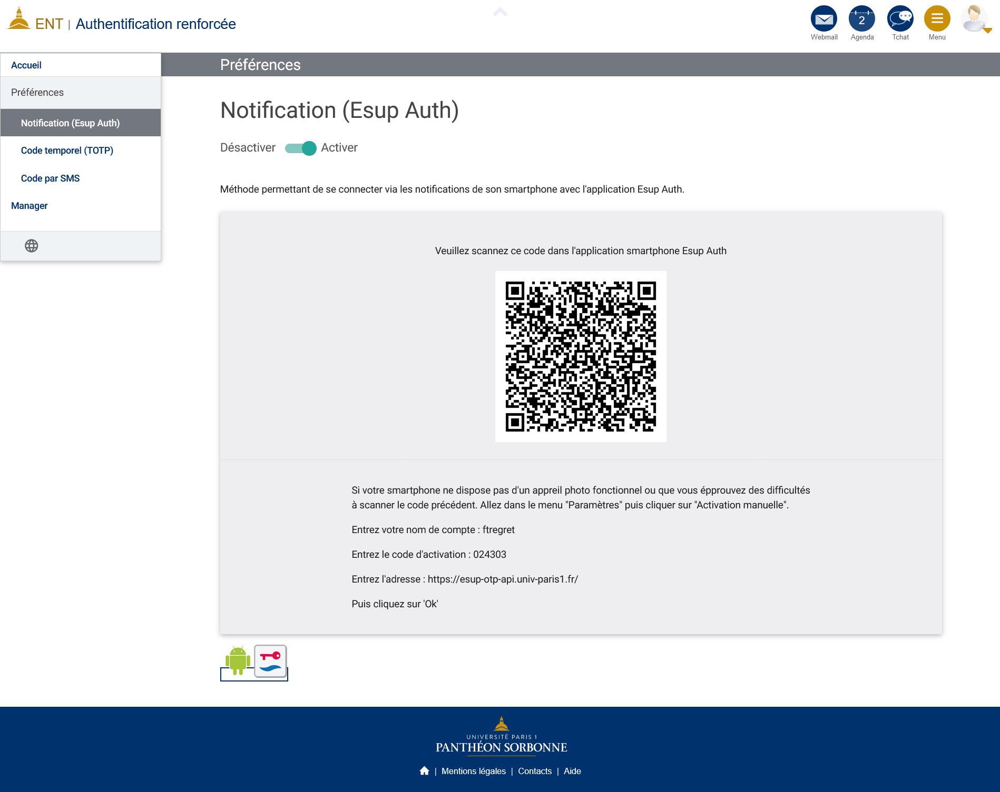 ENT | Authentification renforcée
Webmail
2
Agenda
Tchat
Menu
Accueil
Préférences
Notification (Esup Auth)
Code temporel (TOTP)
Code par SMS
Manager
Préférences
Notification (Esup Auth)
Désactiver Activer
Méthode permettant de se connecter via les notifications de son smartphone avec l'application Esup Auth.
Veuillez scannez ce code dans l'application smartphone Esup Auth
Si votre smartphone ne dispose pas d'un appreil photo fonctionnel ou que vous épprouvez des difficultés
à scanner le code précédent. Allez dans le menu "Paramètres" puis cliquer sur "Activation manuelle".
Entrez votre nom de compte : ftregret
Entrez le code d'activation : 024303
Entrez l'adresse : https://esup-otp-api.univ-paris1.fr/
Puis cliquez sur 'Ok'
UNIVERSITÉ PARIS 1
PANTHÉON SORBONNE
| Mentions légales | Contacts | Aide